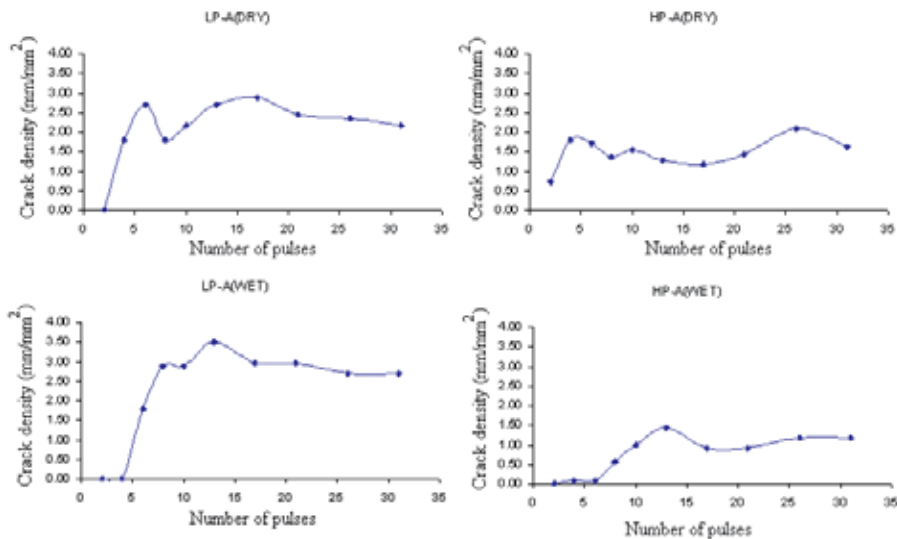 LP-A(DRY)
Crack density (mm/mm²)
4.00
3.50
3.00
2.50
2.00
1.50
1.00
0.50
0.00
0 5 10 15 20 25 30 35
Number of pulses
HP-A(DRY)
Crack density (mm/mm²)
4.00
3.50
3.00
2.50
2.00
1.50
1.00
0.50
0.00
0 5 10 15 20 25 30 35
Number of pulses
LP-A(WET)
Crack density (mm/mm²)
4.00
3.50
3.00
2.50
2.00
1.50
1.00
0.50
0.00
0 5 10 15 20 25 30 35
Number of pulses
HP-A(WET)
Crack density (mm/mm²)
4.00
3.50
3.00
2.50
2.00
1.50
1.00
0.50
0.00
0 5 10 15 20 25 30 35
Number of pulses